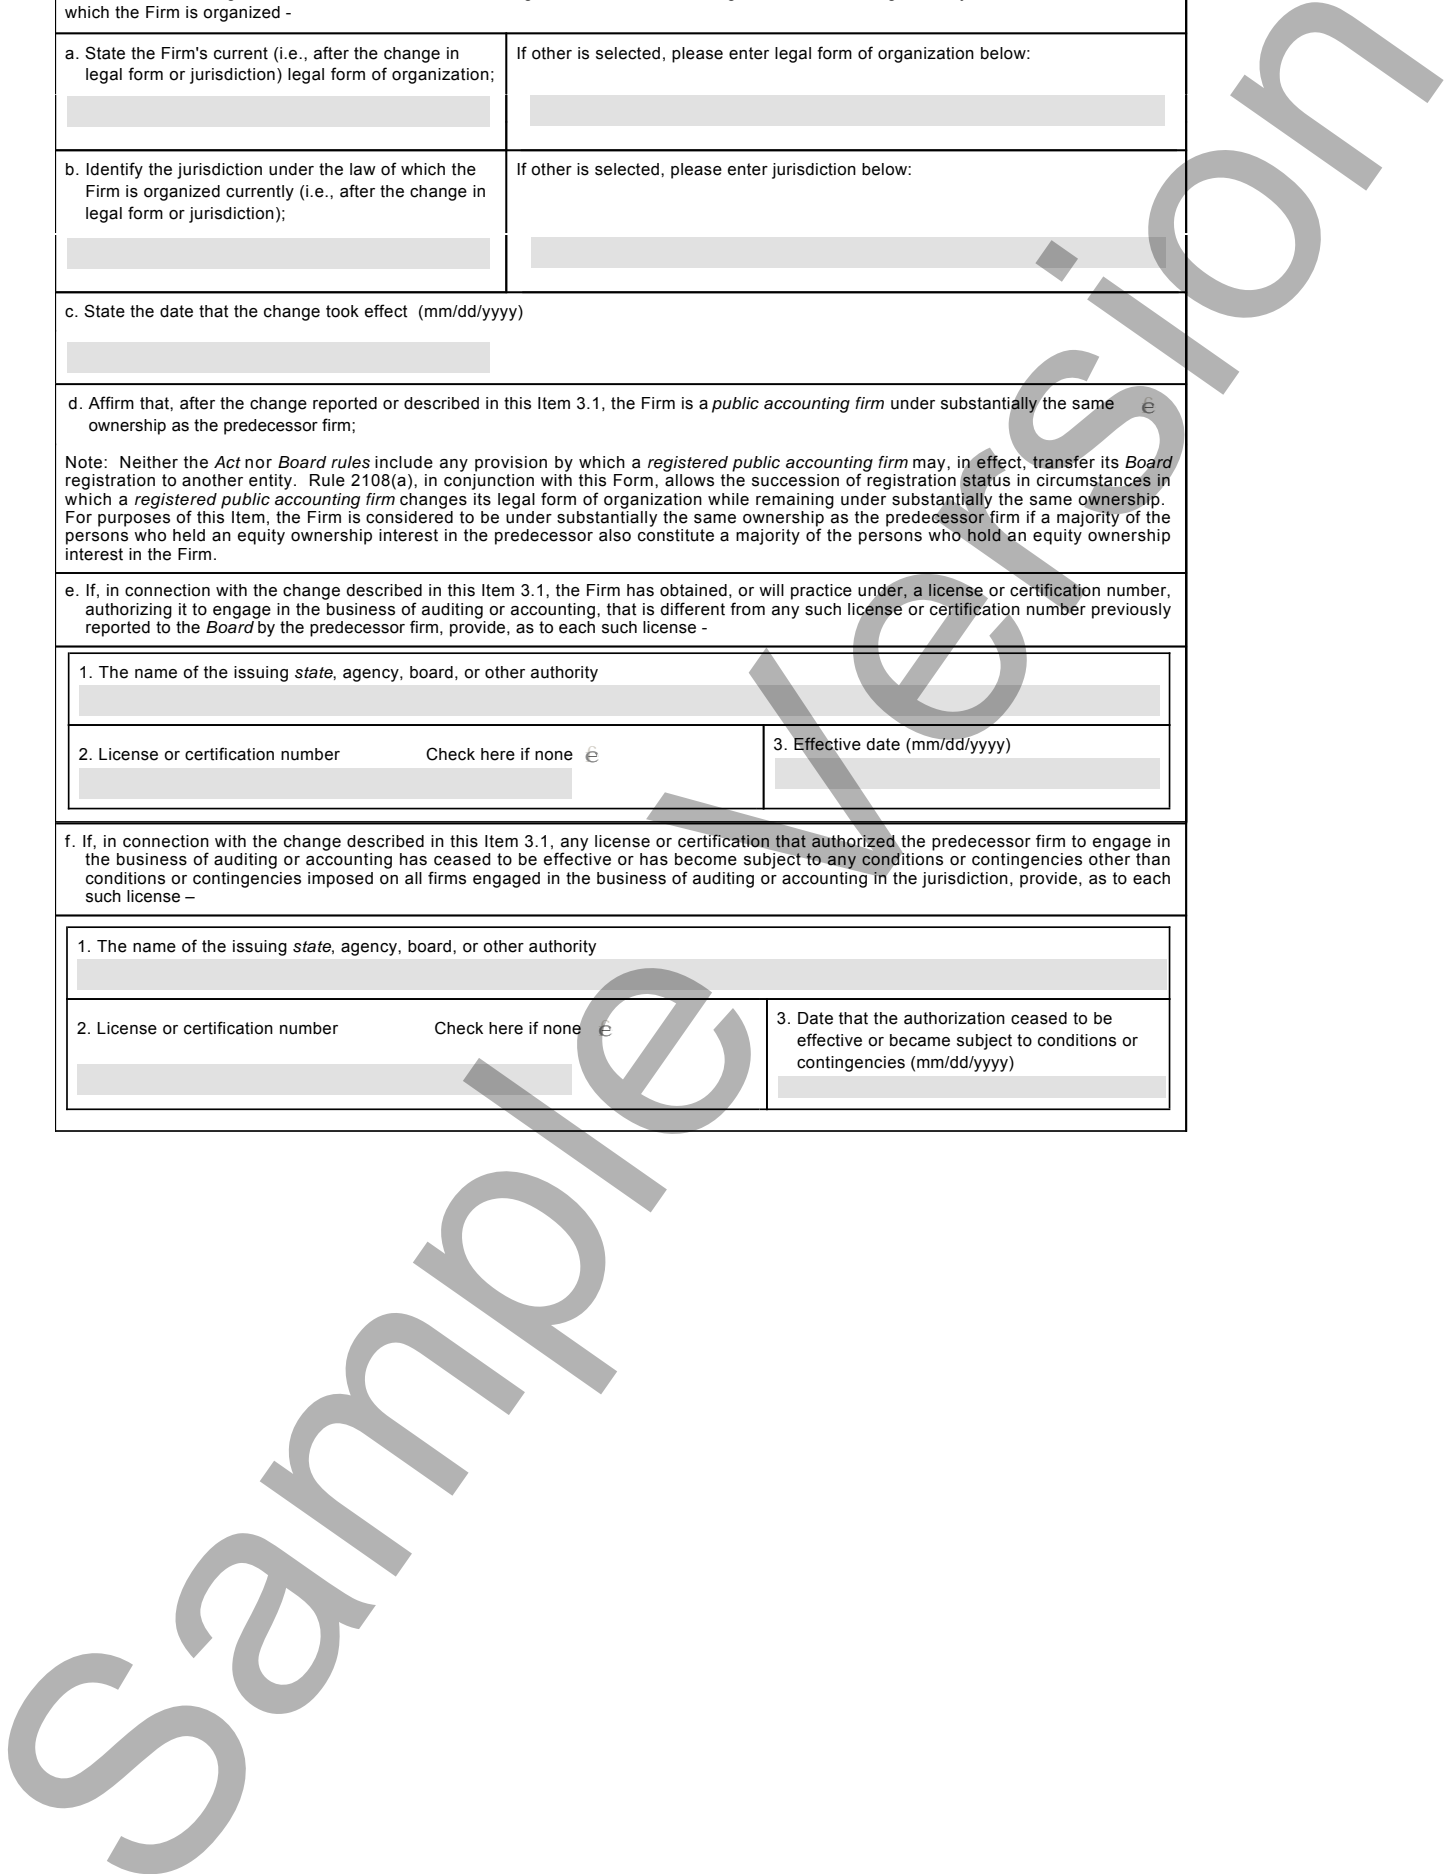 which the Firm is organized -
a. State the Firm's current (i.e., after the change in
legal form or jurisdiction) legal form of organization;
If other is selected, please enter legal form of organization below:
b. Identify the jurisdiction under the law of which the
Firm is organized currently (i.e., after the change in
legal form or jurisdiction);
If other is selected, please enter jurisdiction below:
c. State the date that the change took effect (mm/dd/yyyy)
d. Affirm that, after the change reported or described in this Item 3.1, the Firm is a public accounting firm under substantially the same
ownership as the predecessor firm;
Note: Neither the Act nor Board rules include any provision by which a registered public accounting firm may, in effect, transfer its Board
registration to another entity. Rule 2108(a), in conjunction with this Form, allows the succession of registration status in circumstances in
which a registered public accounting firm changes its legal form of organization while remaining under substantially the same ownership.
For purposes of this Item, the Firm is considered to be under substantially the same ownership as the predecessor firm if a majority of the
persons who held an equity ownership interest in the predecessor also constitute a majority of the persons who hold an equity ownership
interest in the Firm.
e. If, in connection with the change described in this Item 3.1, the Firm has obtained, or will practice under, a license or certification number,
authorizing it to engage in the business of auditing or accounting, that is different from any such license or certification number previously
reported to the Board by the predecessor firm, provide, as to each such license -
1. The name of the issuing state, agency, board, or other authority
2. License or certification number Check here if none
3. Effective date (mm/dd/yyyy)
f. If, in connection with the change described in this Item 3.1, any license or certification that authorized the predecessor firm to engage in
the business of auditing or accounting has ceased to be effective or has become subject to any conditions or contingencies other than
conditions or contingencies imposed on all firms engaged in the business of auditing or accounting in the jurisdiction, provide, as to each
such license –
1. The name of the issuing state, agency, board, or other authority
2. License or certification number Check here if none
3. Date that the authorization ceased to be
effective or became subject to conditions or
contingencies (mm/dd/yyyy)
Sample Version